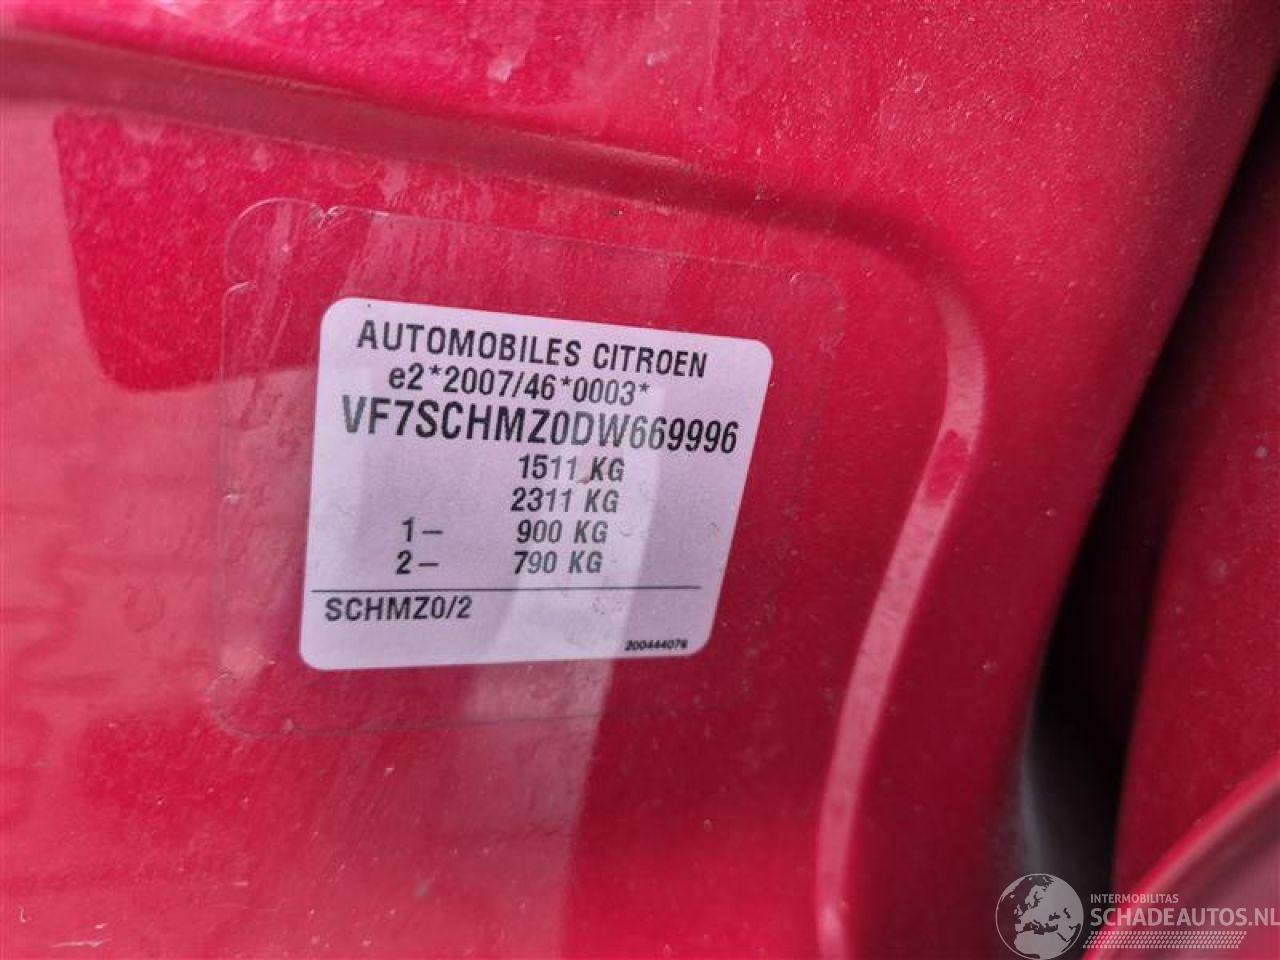 AUTOMOBILES CITROEN
e2*2007/46*0003*
VF7SCHMZ0DW669996
1511 KG
2311 KG
1– 900 KG
2– 790 KG
SCHMZ0/2
200444076
INTERMOBILITAS
SCHADEAUTOS.NL